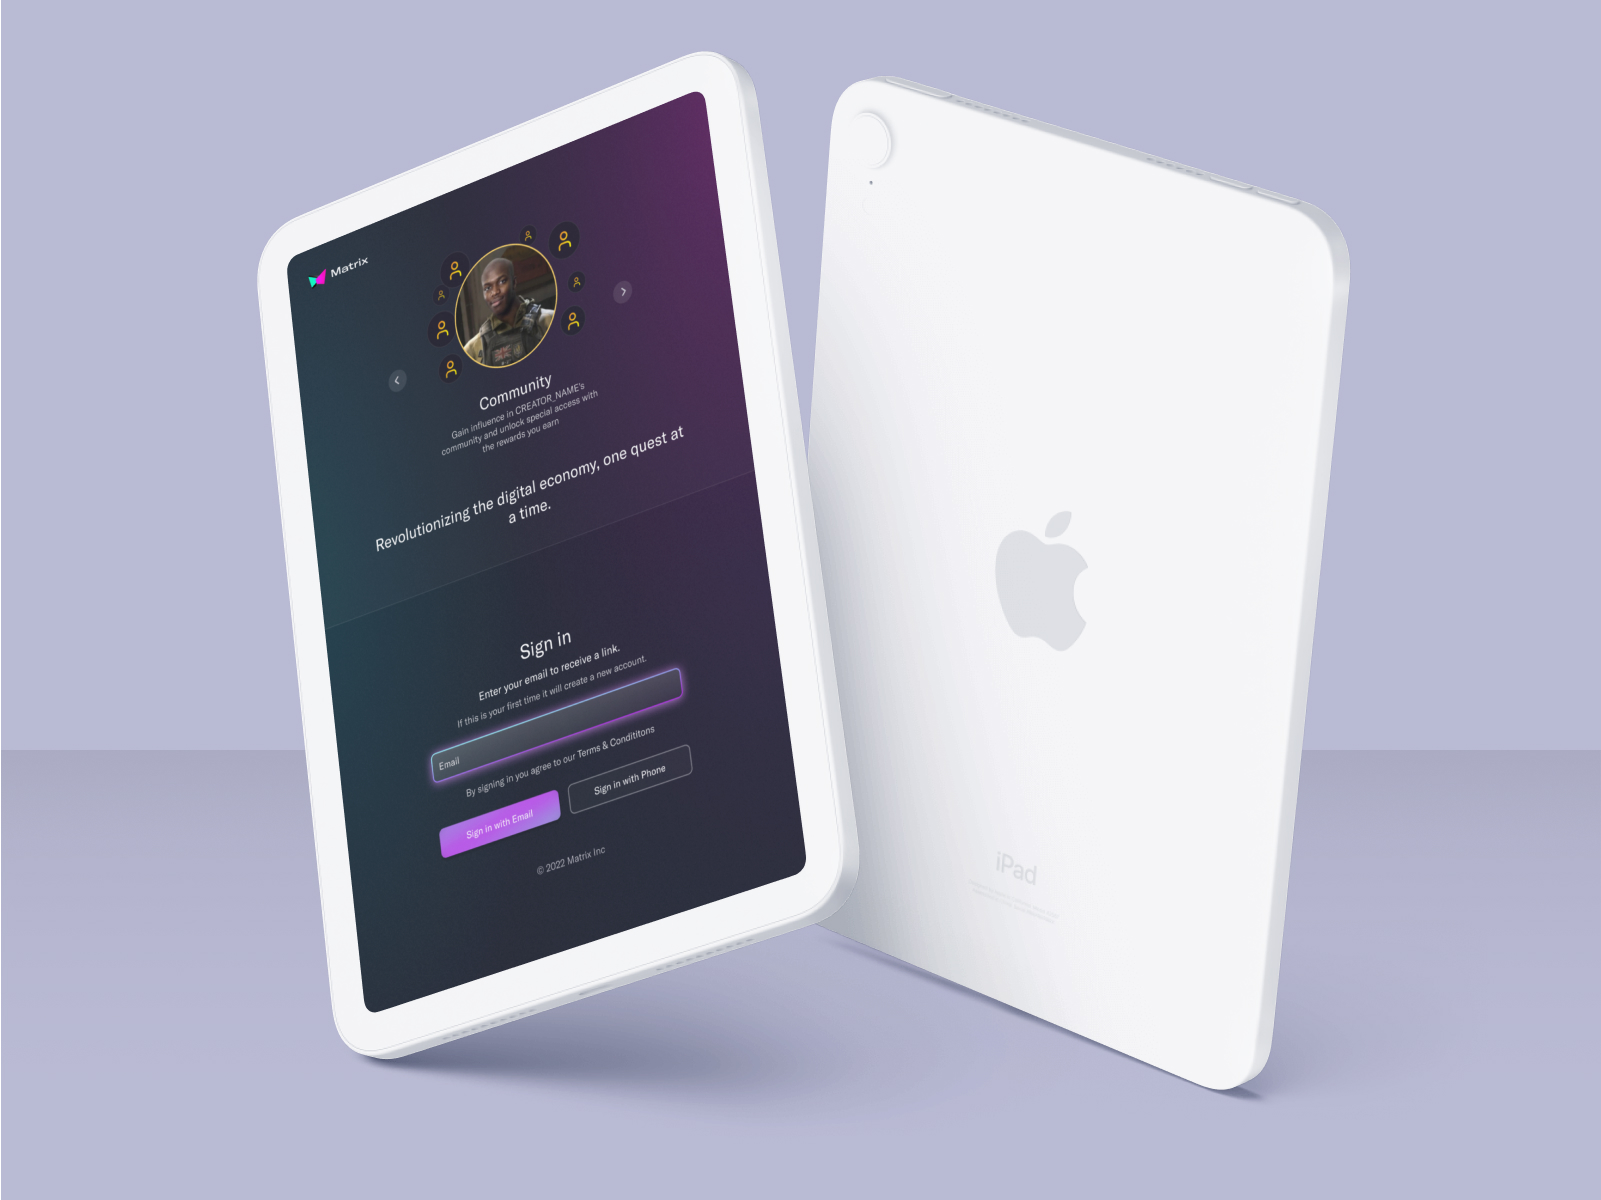 Matrix
Community
Gain influence in CREATOR_NAME's
community and unlock special access with
the rewards you earn
Revolutionizing the digital economy, one quest at
a time.
Sign in
Enter your email to receive a link.
If this is your first time it will create a new account.
Email
By signing in you agree to our Terms & Condititons
Sign in with Email
Sign in with Phone
© 2022 Matrix Inc
iPad